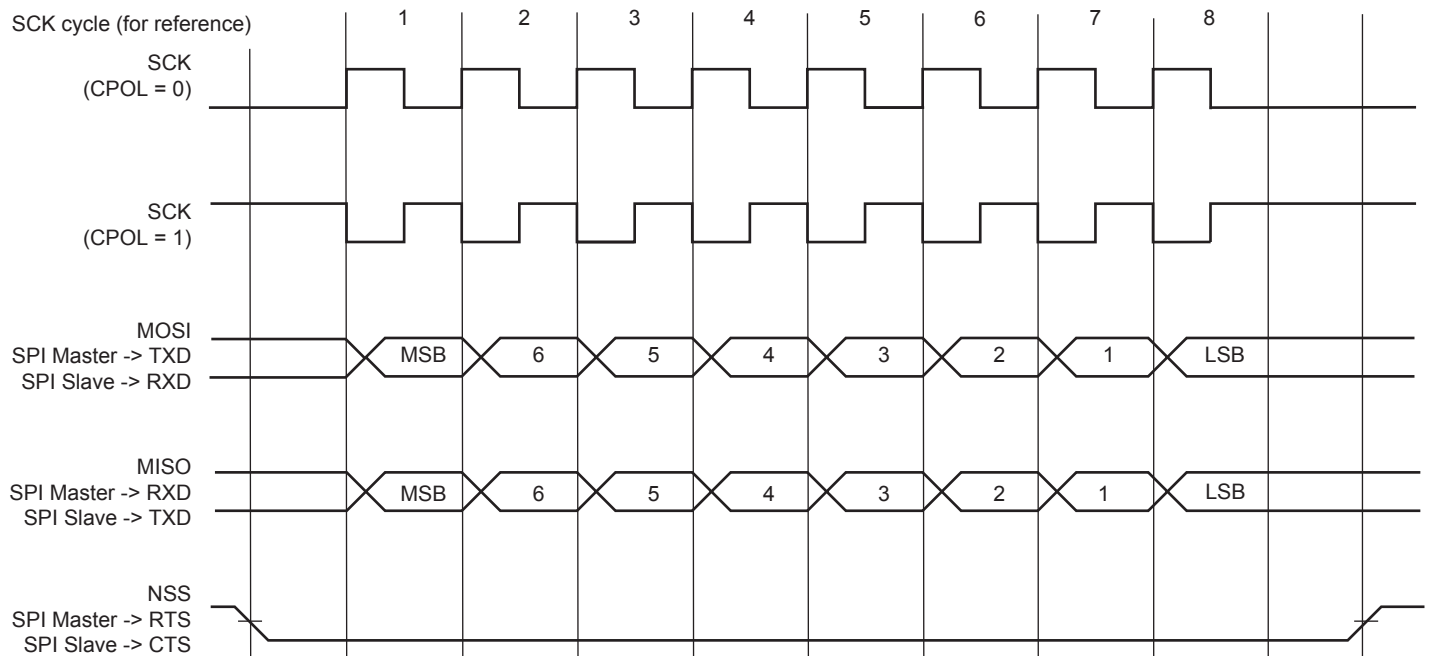 SCK cycle (for reference)
1 2 3 4 5 6 7 8
SCK
(CPOL = 0)
SCK
(CPOL = 1)
MOSI
SPI Master -> TXD
SPI Slave -> RXD
MSB 6 5 4 3 2 1 LSB
MISO
SPI Master -> RXD
SPI Slave -> TXD
MSB 6 5 4 3 2 1 LSB
NSS
SPI Master -> RTS
SPI Slave -> CTS